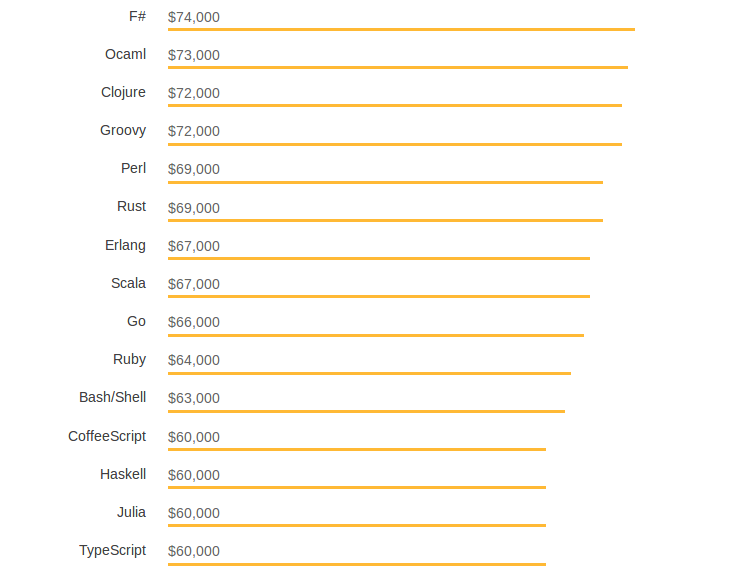 F# $74,000
Ocaml $73,000
Clojure $72,000
Groovy $72,000
Perl $69,000
Rust $69,000
Erlang $67,000
Scala $67,000
Go $66,000
Ruby $64,000
Bash/Shell $63,000
CoffeeScript $60,000
Haskell $60,000
Julia $60,000
TypeScript $60,000